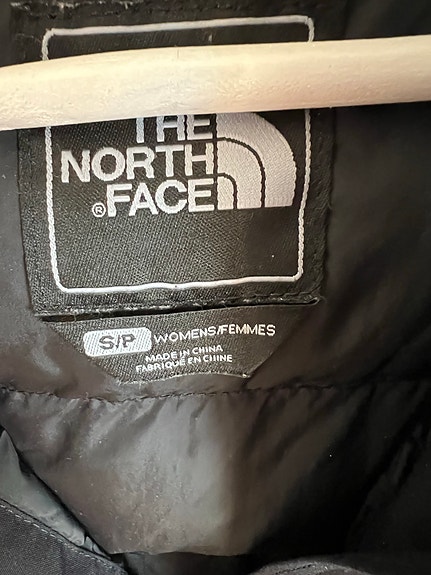 THE
NORTH
®FACE
S/P WOMENS/FEMMES
MADE IN CHINA
FABRIQUÉ EN CHINE